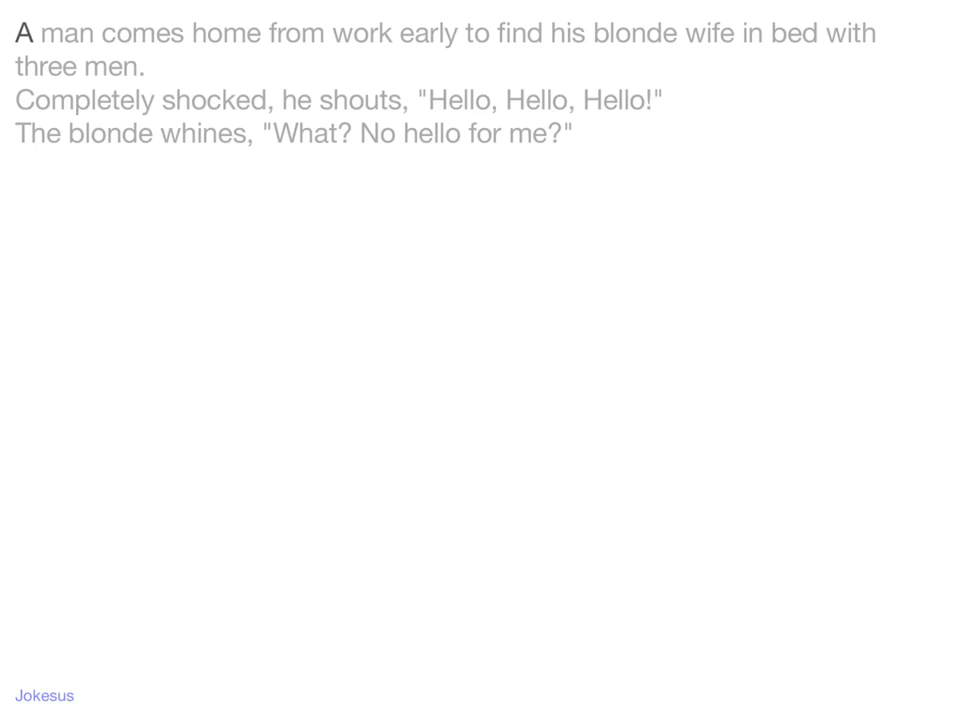 A man comes home from work early to find his blonde wife in bed with
three men.
Completely shocked, he shouts, "Hello, Hello, Hello!"
The blonde whines, "What? No hello for me?"
Jokesus